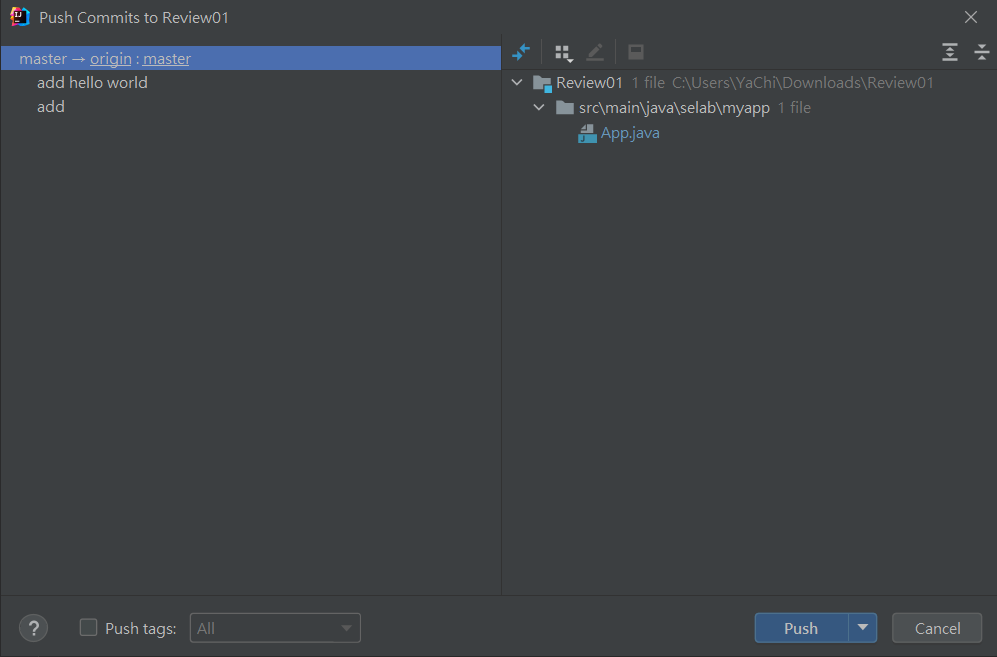 Push Commits to Review01
master → origin : master
add hello world
add
Review01 1 file C:\Users\YaChi\Downloads\Review01
src\main\java\selab\myapp 1 file
App.java
? Push tags: All Push Cancel